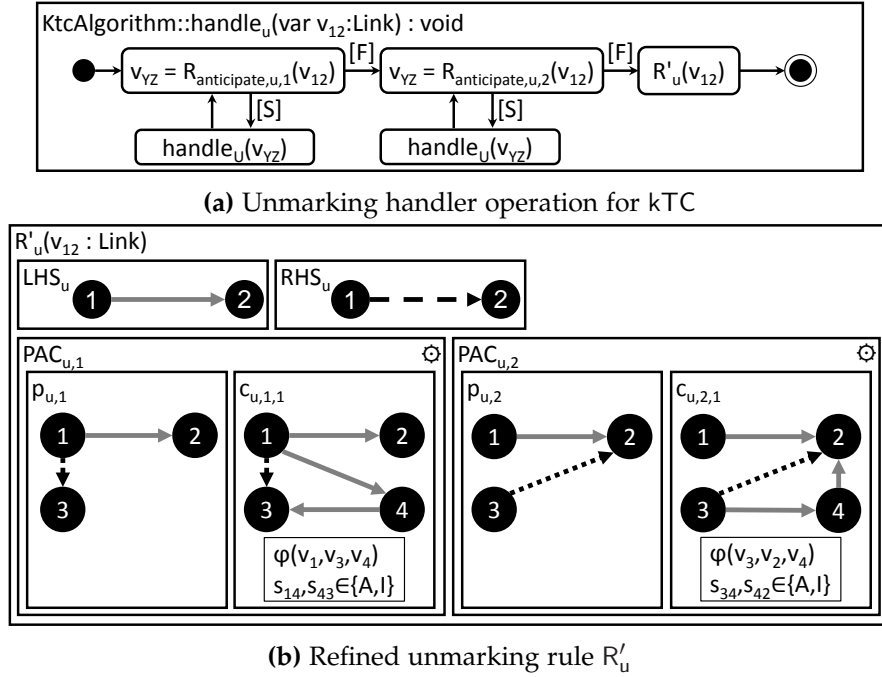 KtcAlgorithm::handle_u(var v_12:Link) : void
[F] [F]
v_YZ = R_anticipate,u,1(v_12) v_YZ = R_anticipate,u,2(v_12) R'_u(v_12)
[S] [S]
handle_U(v_YZ) handle_U(v_YZ)
(a) Unmarking handler operation for kTC
R'_u(v_12 : Link)
LHS_u RHS_u
1 2 1 2
PAC_u,1 PAC_u,2
p_u,1 c_u,1,1 p_u,2 c_u,2,1
1 2 1 2 1 2 1 2
3 3 4 3 3 4
φ(v_1,v_3,v_4) φ(v_3,v_2,v_4)
s_14,s_43∈{A,I} s_34,s_42∈{A,I}
(b) Refined unmarking rule R'_u